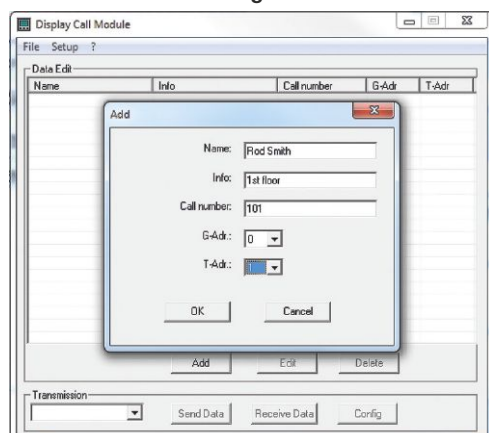 Display Call Module
File Setup ?
Data Edit
Name Info Call number G-Adr T-Adr
Add
Name: Rod Smith
Info: 1st floor
Call number: 101
G-Adr.: 0
T-Adr.: 1
OK Cancel
Add Edit Delete
Transmission
Send Data Receive Data Config